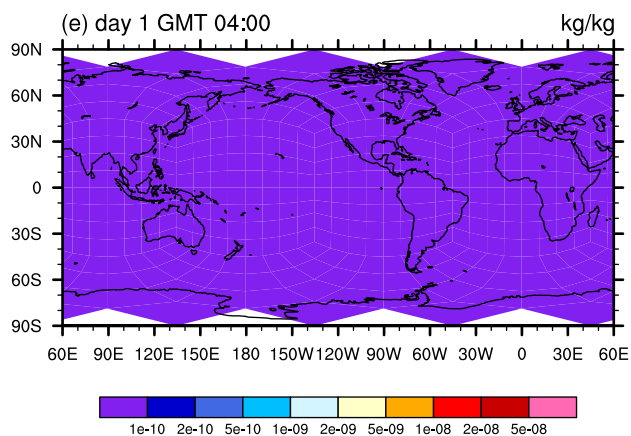 (e) day 1 GMT 04:00 kg/kg
90N
60N
30N
0
30S
60S
90S
60E 90E 120E 150E 180 150W 120W 90W 60W 30W 0 30E 60E
1e-10 2e-10 5e-10 1e-09 2e-09 5e-09 1e-08 2e-08 5e-08